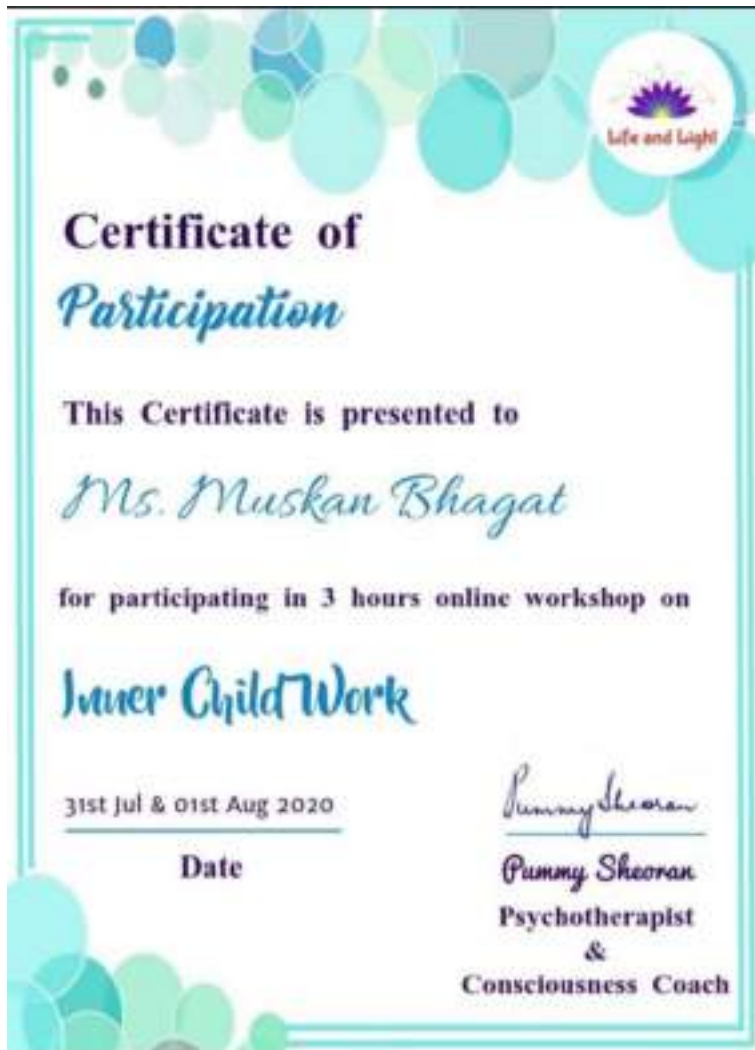 Life and Light
Certificate of
Participation
This Certificate is presented to
Ms. Muskan Bhagat
for participating in 3 hours online workshop on
Inner Child Work
31st Jul & 01st Aug 2020
Date
Pummy Sheoran
Pummy Sheoran
Psychotherapist
&
Consciousness Coach